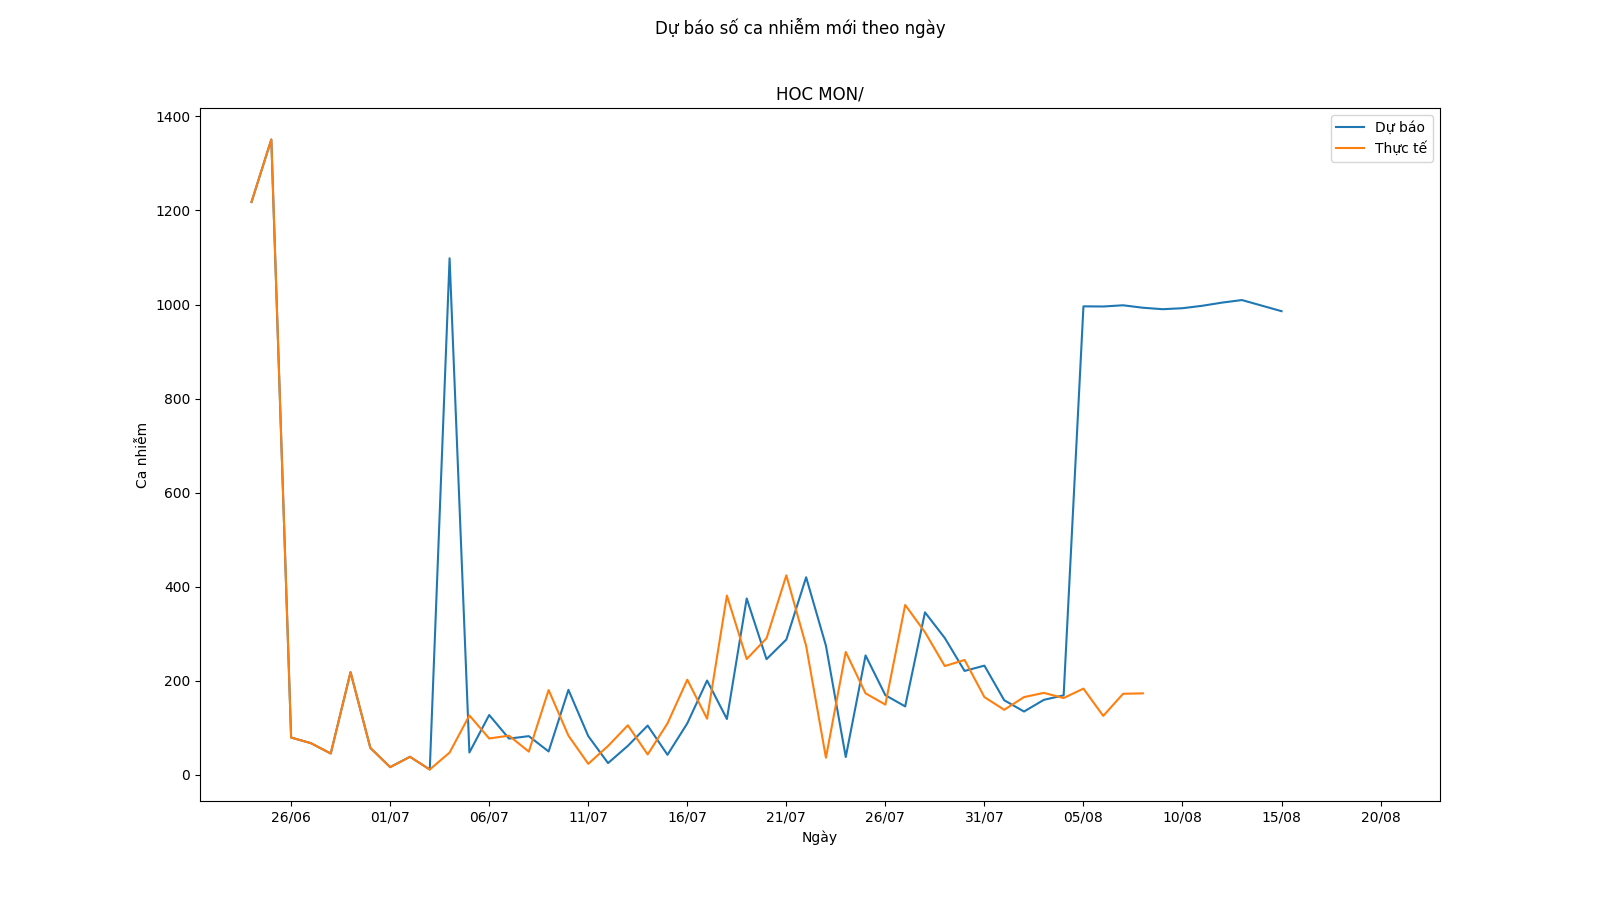 Dự báo số ca nhiễm mới theo ngày
HOC MON/
Dự báo
Thực tế
1400
1200
1000
800
600
400
200
0
Ca nhiễm
26/06 01/07 06/07 11/07 16/07 21/07 26/07 31/07 05/08 10/08 15/08 20/08
Ngày